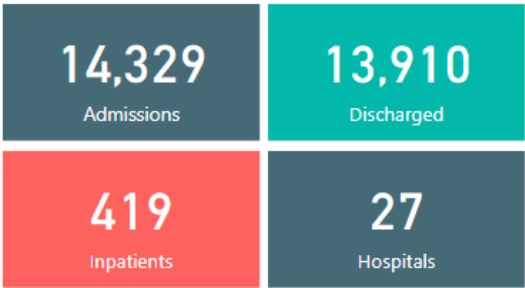 14,329
Admissions
13,910
Discharged
419
Inpatients
27
Hospitals